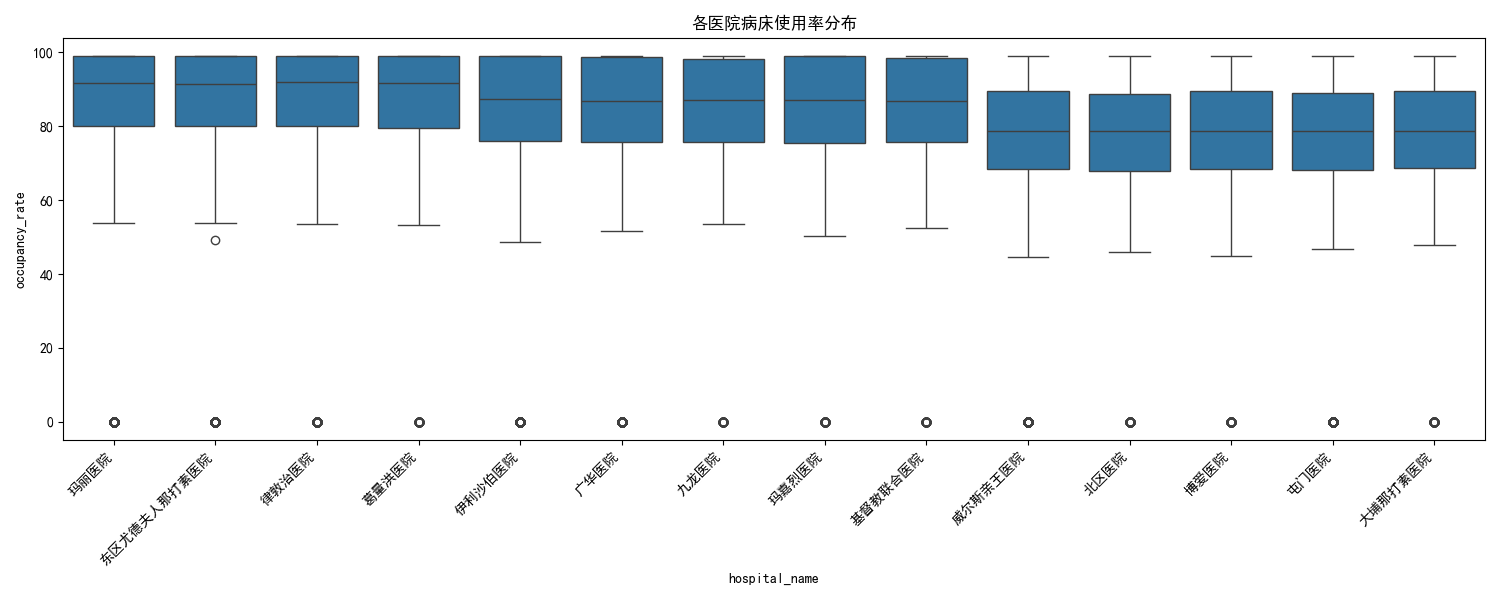 各医院病床使用率分布
occupancy_rate
100
80
60
40
20
0
玛丽医院
东区尤德夫人那打素医院
律敦治医院
葛量洪医院
伊利沙伯医院
广华医院
九龙医院
玛嘉烈医院
基督教联合医院
威尔斯亲王医院
北区医院
博爱医院
屯门医院
大埔那打素医院
hospital_name